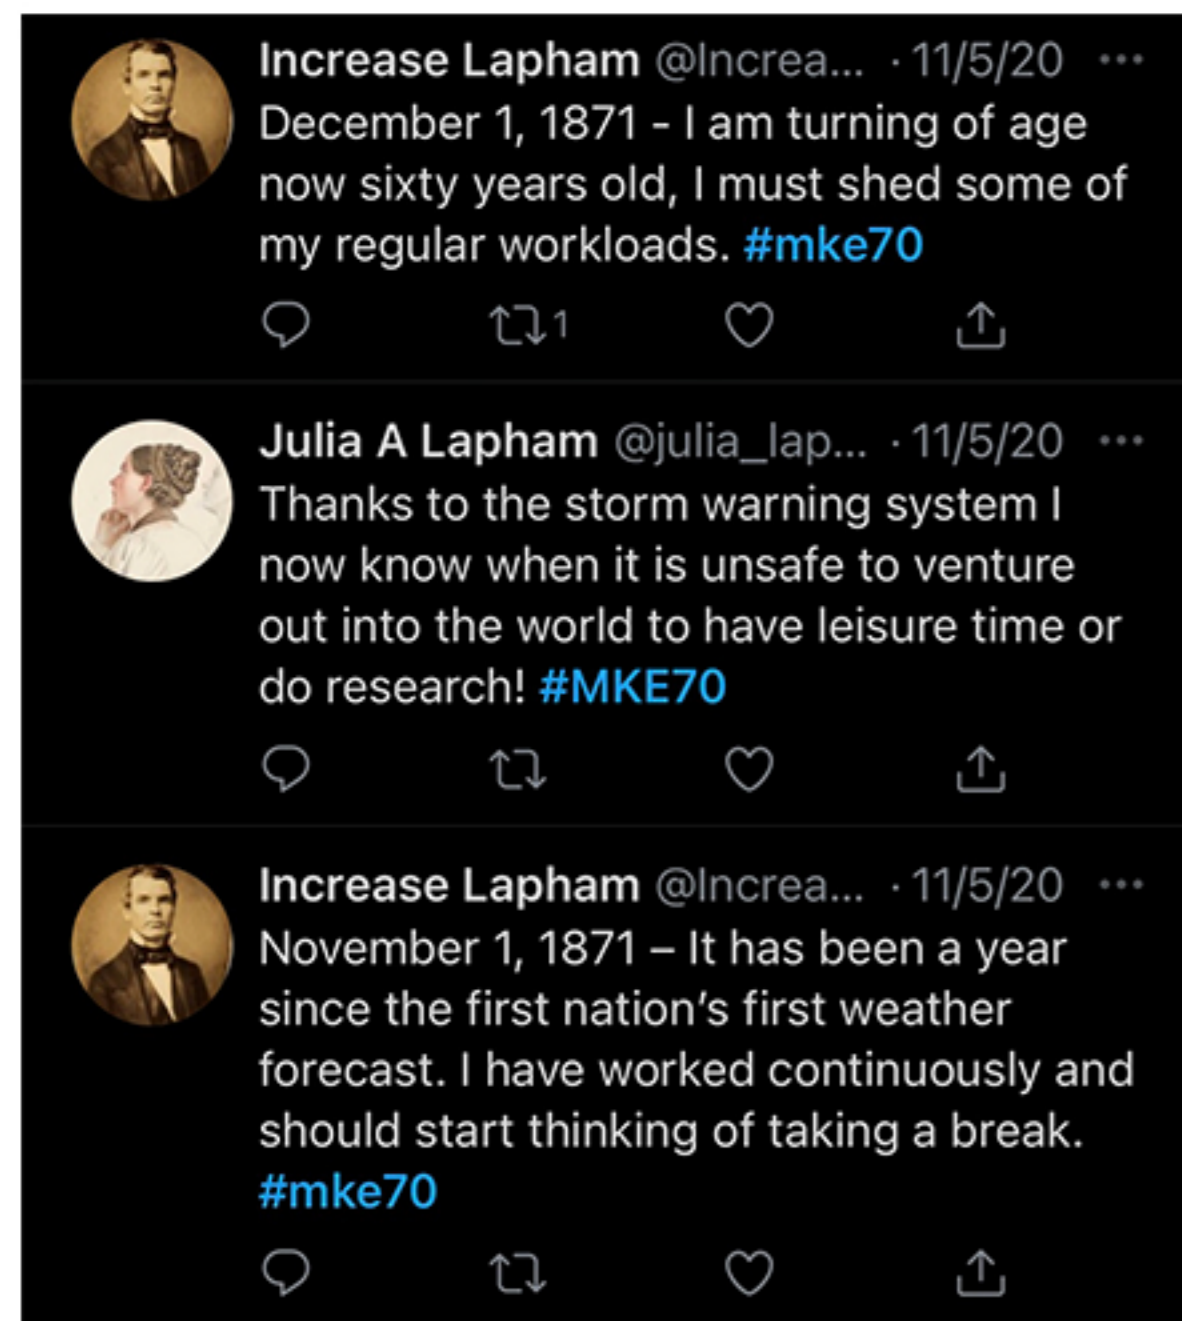 Increase Lapham @Increa... · 11/5/20 ···
December 1, 1871 - I am turning of age
now sixty years old, I must shed some of
my regular workloads. #mke70
1
Julia A Lapham @julia_lap... · 11/5/20 ···
Thanks to the storm warning system I
now know when it is unsafe to venture
out into the world to have leisure time or
do research! #MKE70
Increase Lapham @Increa... · 11/5/20 ···
November 1, 1871 – It has been a year
since the first nation’s first weather
forecast. I have worked continuously and
should start thinking of taking a break.
#mke70